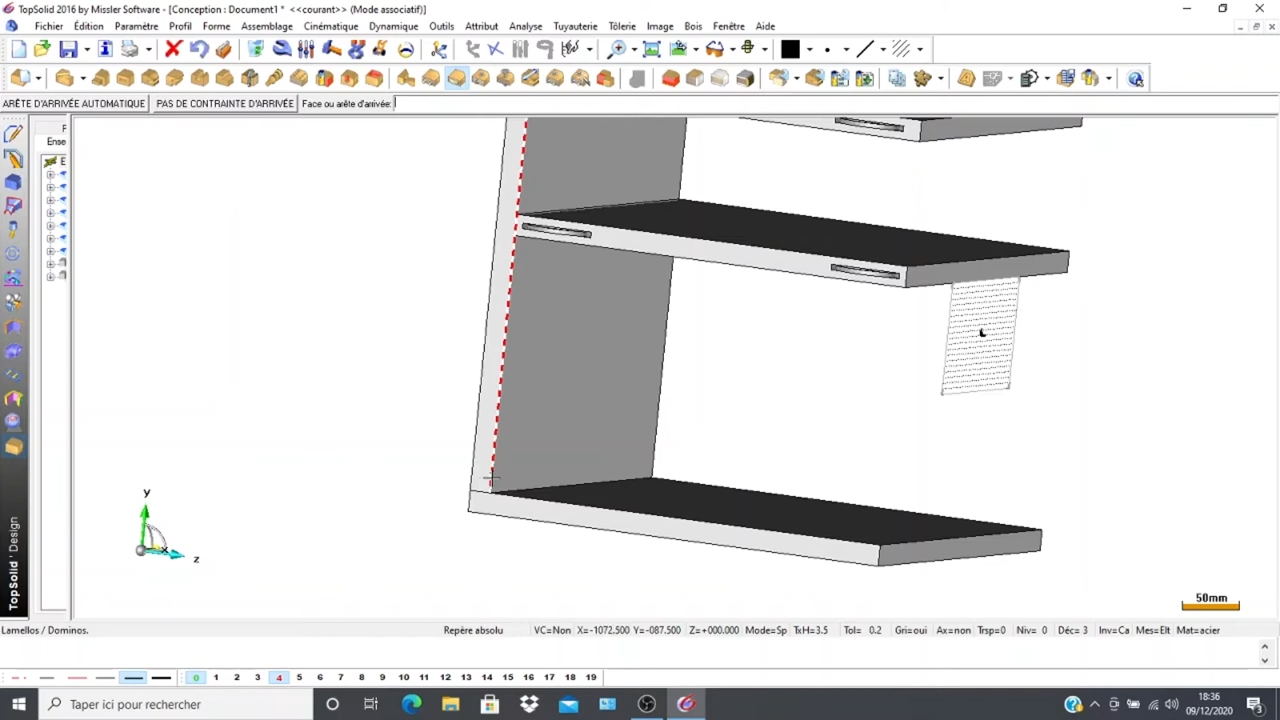 TopSolid 2016 by Missler Software - [Conception : Document1 * <<courant>> (Mode associatif)]
Fichier Édition Paramètre Profil Forme Assemblage Cinématique Dynamique Outils Attribut Analyse Tuyauterie Tôlerie Image Bois Fenêtre Aide
ARÊTE D'ARRIVÉE AUTOMATIQUE PAS DE CONTRAINTE D'ARRIVÉE Face ou arête d'arrivée:
Ense
E
y
x
z
TopSolid 'Design
50mm
Lamellos / Dominos. Repère absolu VC=Non X=-1072.500 Y=-087.500 Z=+000.000 Mode=Sp TxH=3.5 Tol= 0.2 Gri=oui Ax=non Trsp=0 Niv= 0 Déc= 3 Inv=Ca Mes=Elt Mat=acier
0 1 2 3 4 5 6 7 8 9 10 11 12 13 14 15 16 17 18 19
Taper ici pour rechercher
18:36
09/12/2020
3